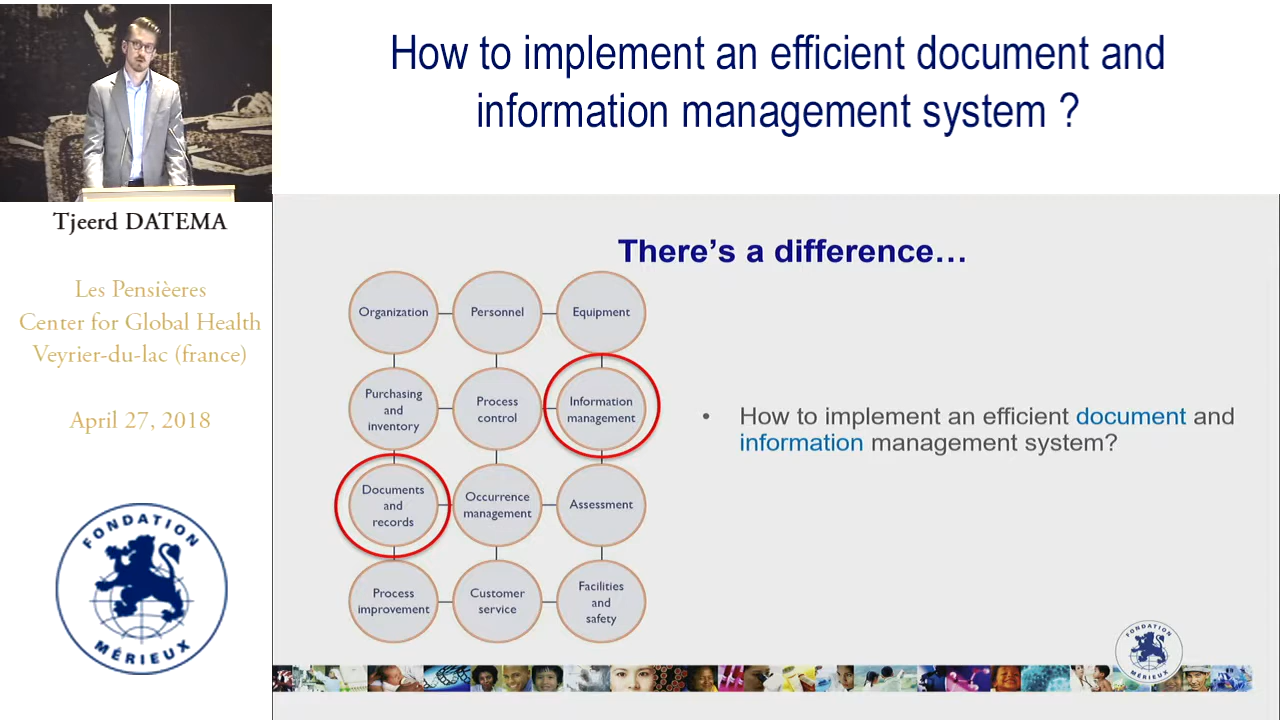 How to implement an efficient document and
information management system ?
Tjeerd DATEMA
Les Pensièeres
Center for Global Health
Veyrier-du-lac (france)
April 27, 2018
FONDATION
MÉRIEUX
There's a difference…
Organization
Personnel
Equipment
Purchasing
and
inventory
Process
control
Information
management
Documents
and
records
Occurrence
management
Assessment
Process
improvement
Customer
service
Facilities
and
safety
• How to implement an efficient document and
information management system?
FONDATION
MÉRIEUX